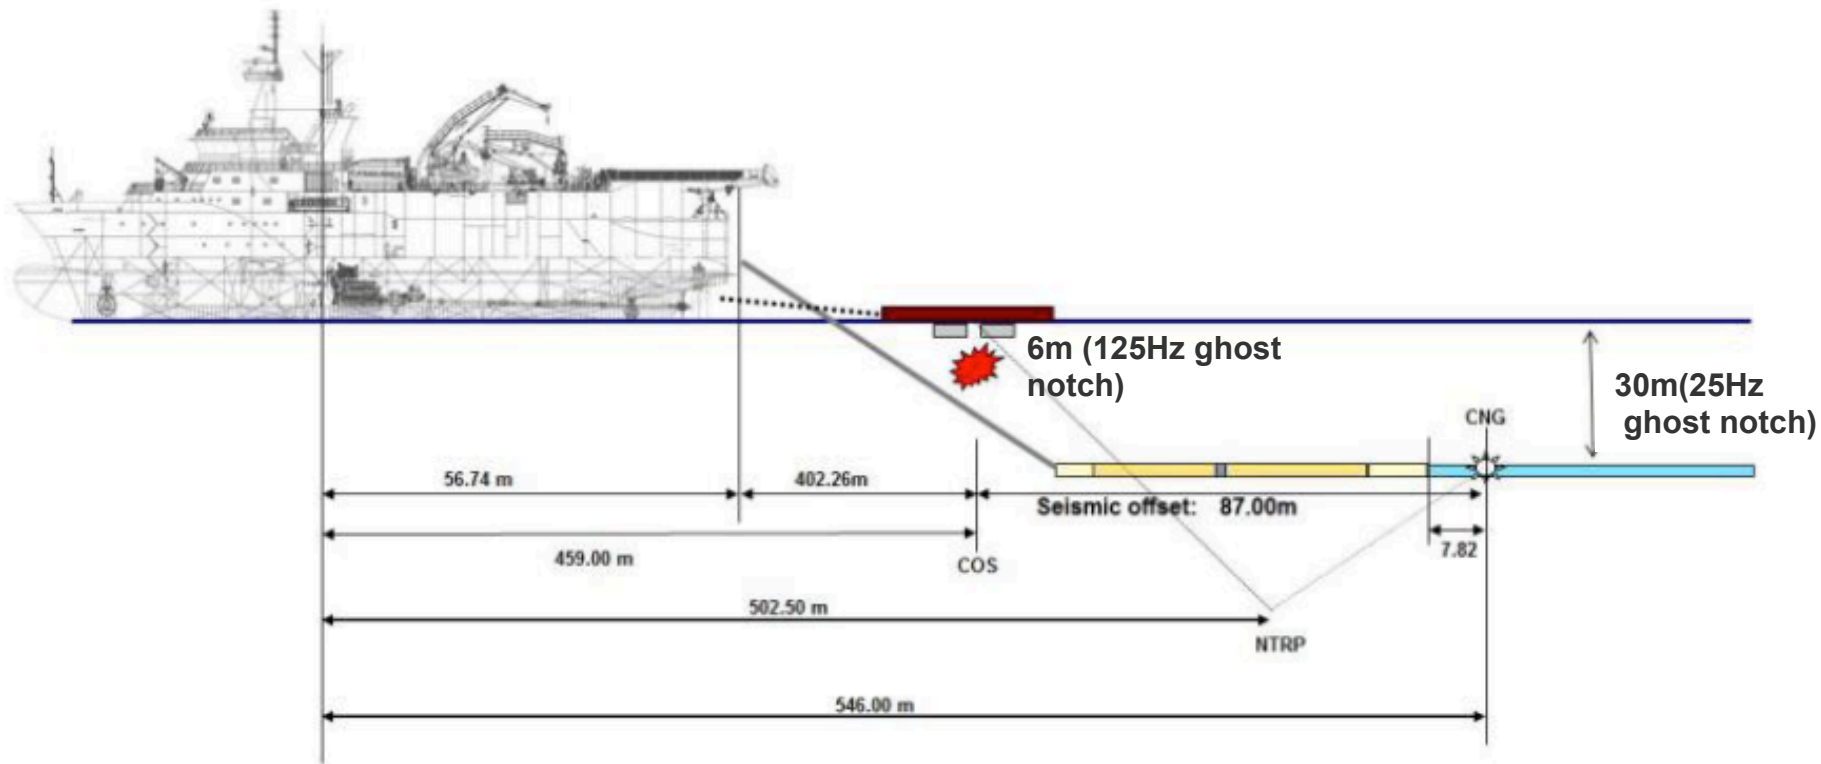 6m (125Hz ghost
notch)
30m(25Hz
ghost notch)
CNG
56.74 m
402.26m
Seismic offset: 87.00m
7.82
459.00 m
COS
502.50 m
NTRP
546.00 m